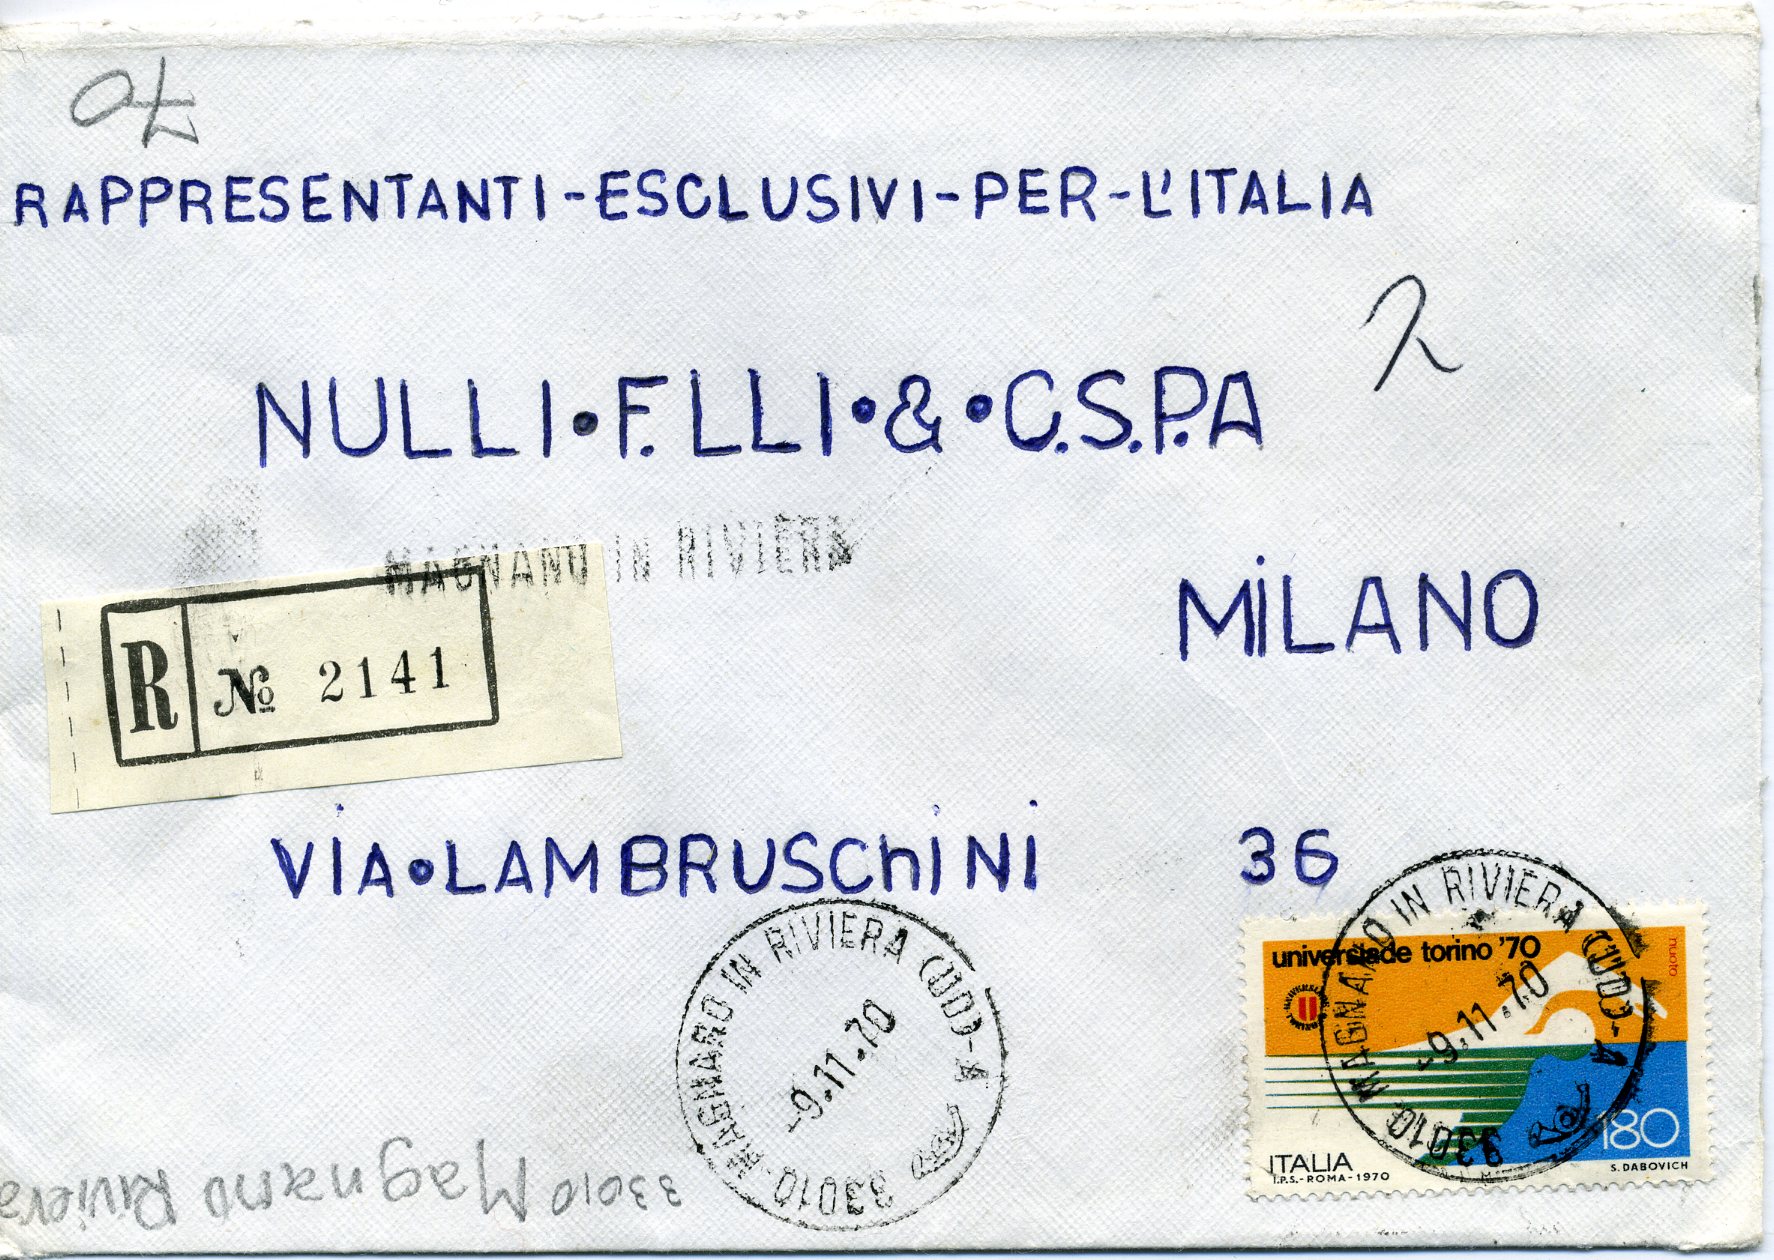 70
RAPPRESENTANTI-ESCLUSIVI-PER-L'ITALIA
NULLI•F.LLI•&•C.S.P.A
MAGNANO IN RIVIERA
R No 2141
MILANO
VIA•LAMBRUSChINI 36
33010 MAGNANO IN RIVIERA (UD)-A
-9.11.70
universiade torino '70
nuoto
33010 MAGNANO IN RIVIERA (UD)-A
-9.11.70
180
ITALIA
S. DABOVICH
I.P.S.-ROMA-1970
33010 Magnano Riviera